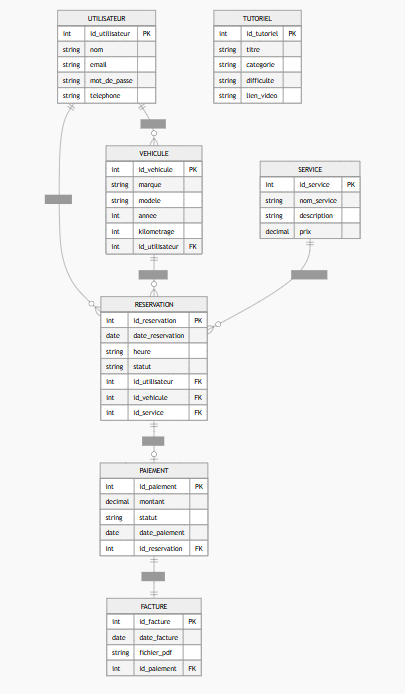 UTILISATEUR
int id_utilisateur PK
string nom
string email
string mot_de_passe
string telephone
TUTORIEL
int id_tutoriel PK
string titre
string categorie
string difficulte
string lien_video
VEHICULE
int id_vehicule PK
string marque
string modele
int annee
int kilometrage
int id_utilisateur FK
SERVICE
int id_service PK
string nom_service
string description
decimal prix
RESERVATION
int id_reservation PK
date date_reservation
string heure
string statut
int id_utilisateur FK
int id_vehicule FK
int id_service FK
PAIEMENT
int id_paiement PK
decimal montant
string statut
date date_paiement
int id_reservation FK
FACTURE
int id_facture PK
date date_facture
string fichier_pdf
int id_paiement FK